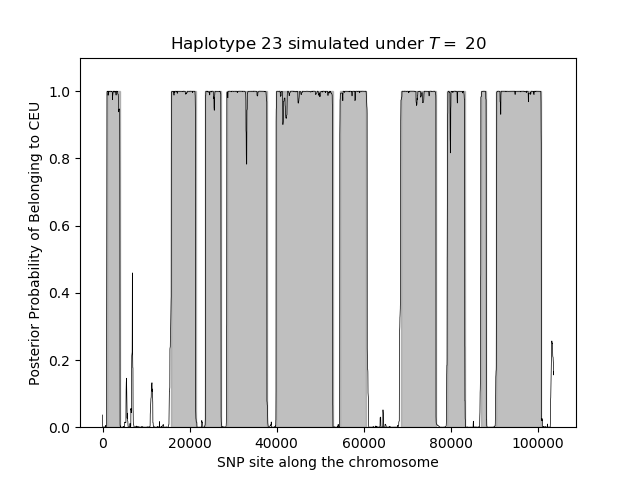 Haplotype 23 simulated under T = 20
Posterior Probability of Belonging to CEU
1.0
0.8
0.6
0.4
0.2
0.0
0 20000 40000 60000 80000 100000
SNP site along the chromosome